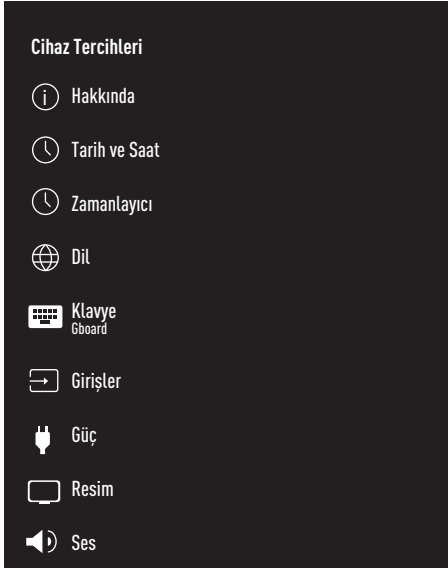 Cihaz Tercihleri
Hakkında
Tarih ve Saat
Zamanlayıcı
Dil
Klavye
Gboard
Girişler
Güç
Resim
Ses